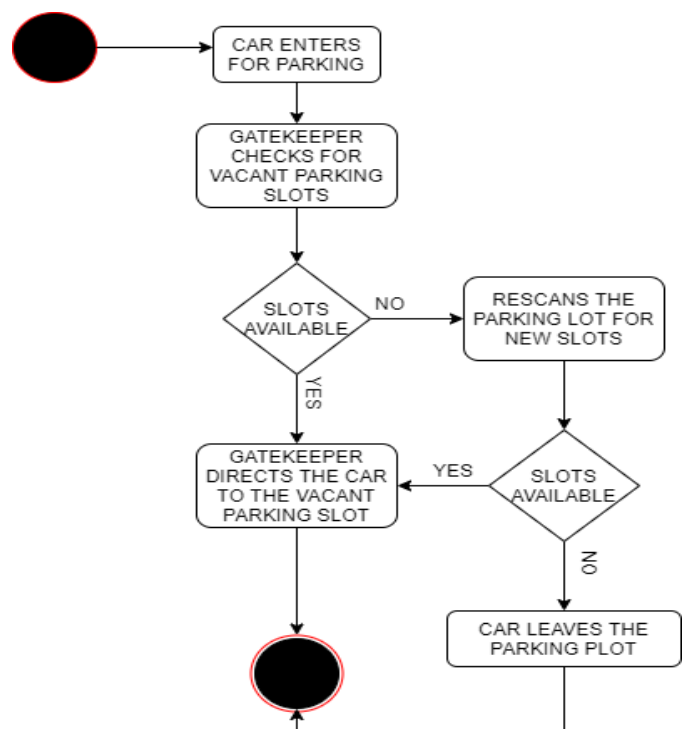 CAR ENTERS
FOR PARKING
GATEKEEPER
CHECKS FOR
VACANT PARKING
SLOTS
SLOTS
AVAILABLE
NO
RESCANS THE
PARKING LOT FOR
NEW SLOTS
YES
GATEKEEPER
DIRECTS THE CAR
TO THE VACANT
PARKING SLOT
YES
SLOTS
AVAILABLE
NO
CAR LEAVES THE
PARKING PLOT